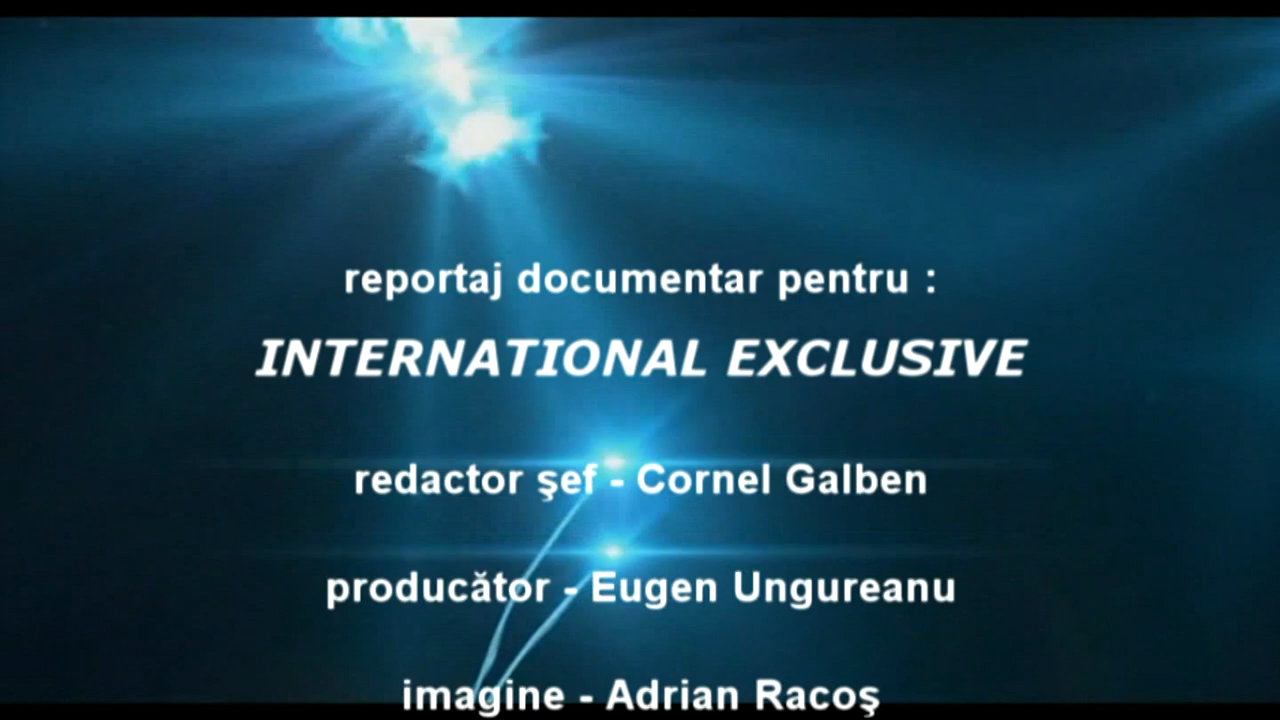 reportaj documentar pentru :
INTERNATIONAL EXCLUSIVE
redactor şef - Cornel Galben
producător - Eugen Ungureanu
imagine - Adrian Racoş